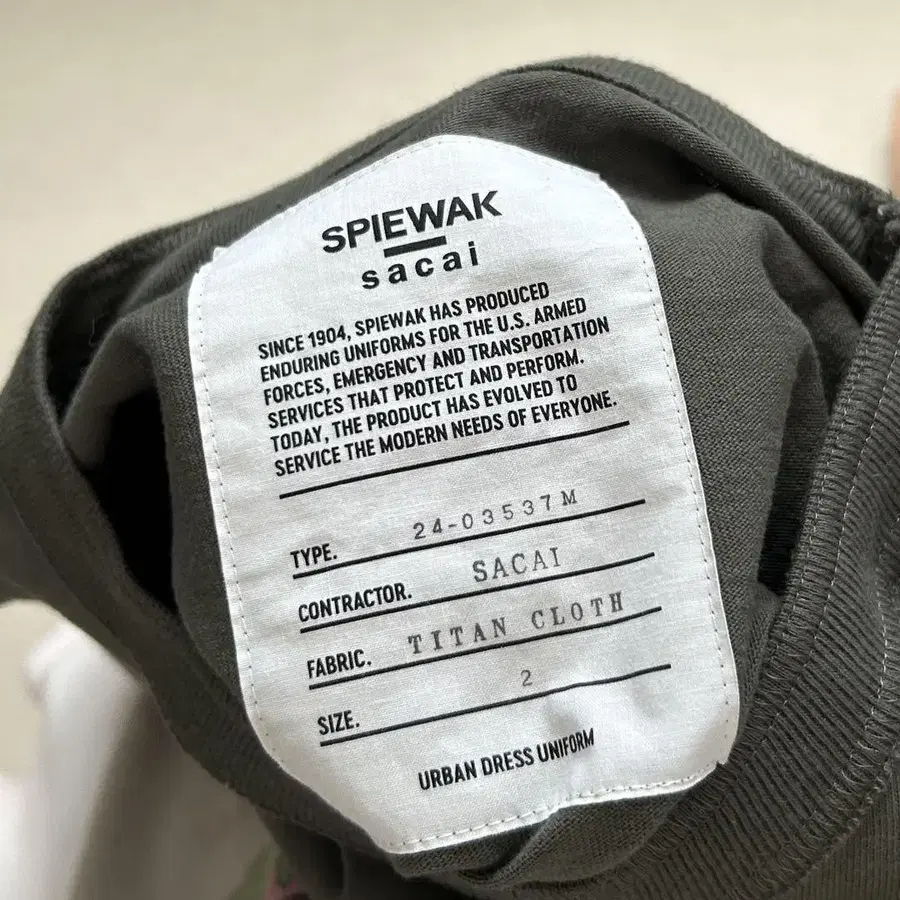 SPIEWAK
sacai
SINCE 1904, SPIEWAK HAS PRODUCED
ENDURING UNIFORMS FOR THE U.S. ARMED
FORCES, EMERGENCY AND TRANSPORTATION
SERVICES THAT PROTECT AND PERFORM.
TODAY, THE PRODUCT HAS EVOLVED TO
SERVICE THE MODERN NEEDS OF EVERYONE.
TYPE. 24-03537M
CONTRACTOR. SACAI
FABRIC. TITAN CLOTH
SIZE. 2
URBAN DRESS UNIFORM